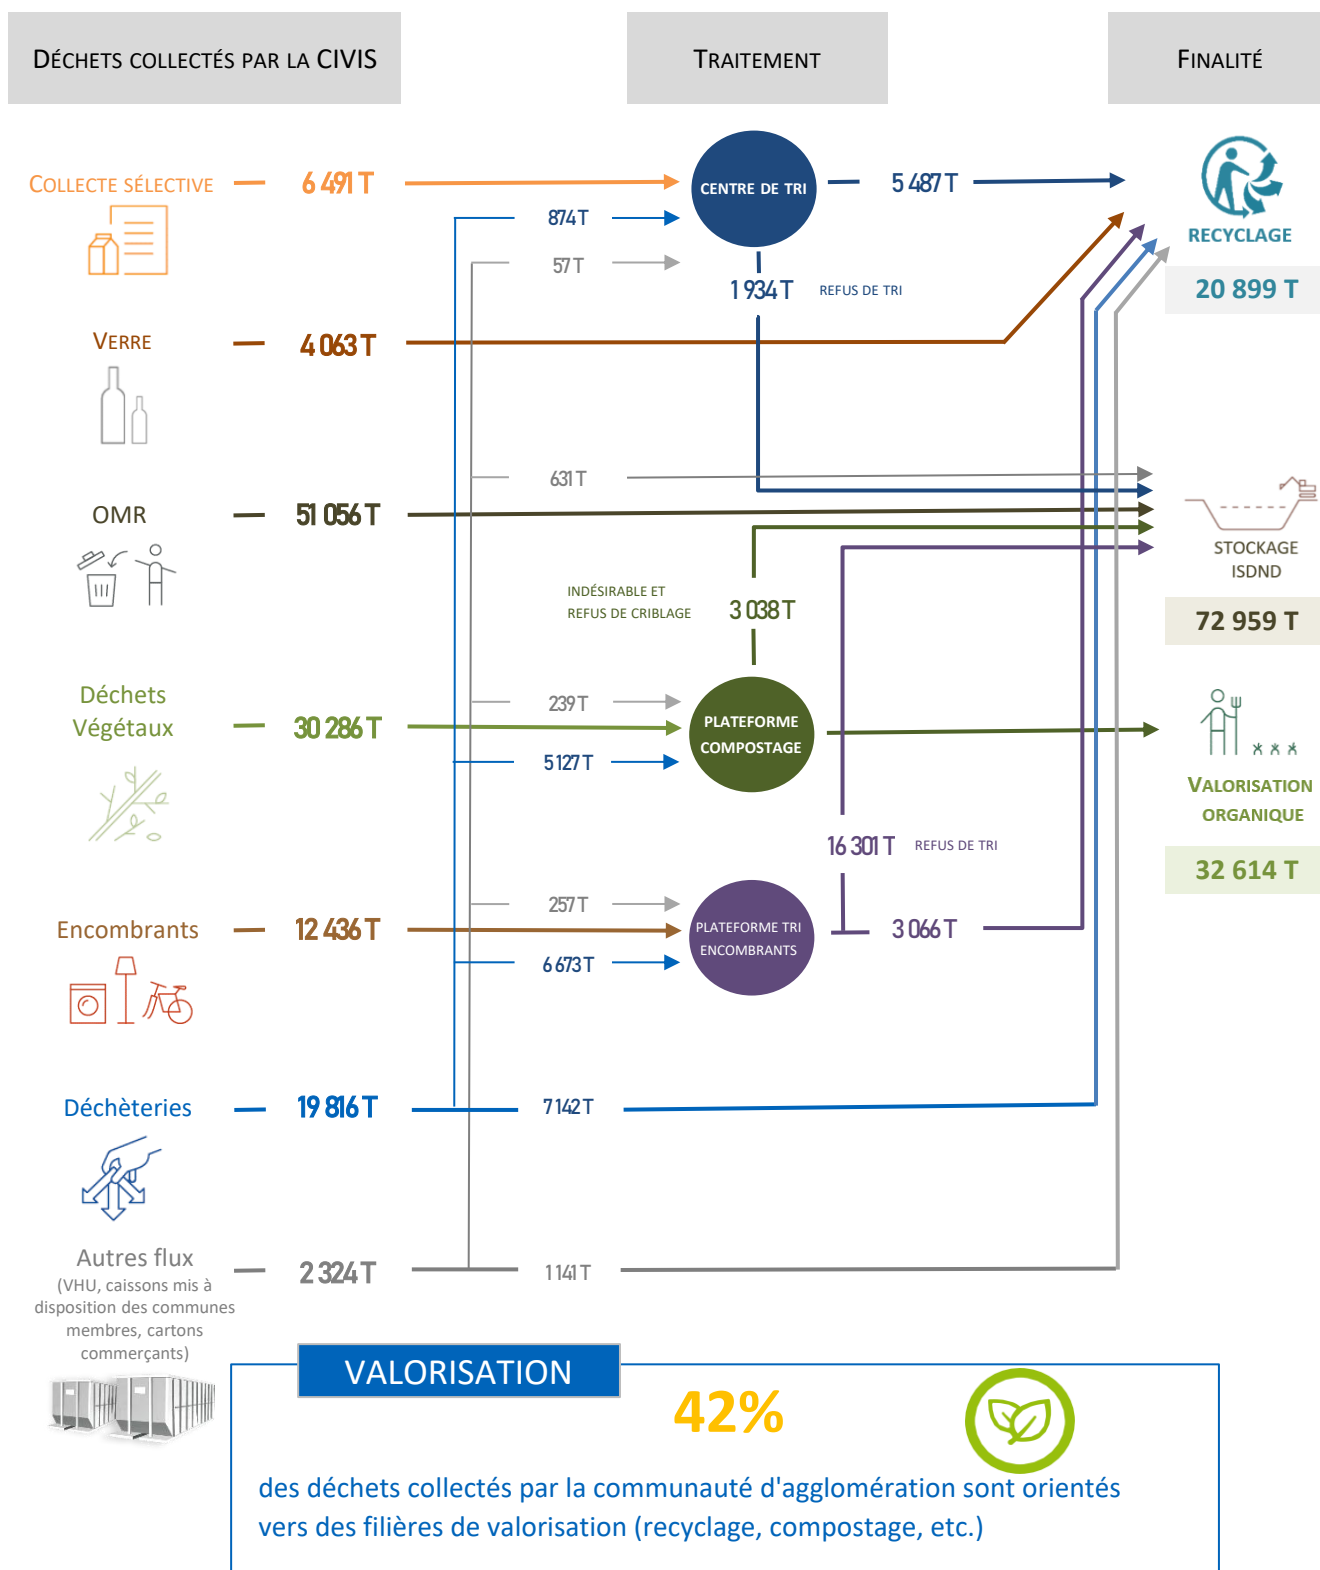 DÉCHETS COLLECTÉS PAR LA CIVIS
TRAITEMENT
FINALITÉ
COLLECTE SÉLECTIVE
6 491 T
CENTRE DE TRI
5 487 T
874 T
57 T
RECYCLAGE
20 899 T
1 934 T
REFUS DE TRI
VERRE
4 063 T
631 T
OMR
51 056 T
STOCKAGE
ISDND
72 959 T
INDÉSIRABLE ET
REFUS DE CRIBLAGE
3 038 T
Déchets
Végétaux
30 286 T
239 T
5 127 T
PLATEFORME
COMPOSTAGE
VALORISATION
ORGANIQUE
32 614 T
16 301 T
REFUS DE TRI
Encombrants
12 436 T
257 T
6 673 T
PLATEFORME TRI
ENCOMBRANTS
3 066 T
Déchèteries
19 816 T
7 142 T
Autres flux
(VHU, caissons mis à
disposition des communes
membres, cartons
commerçants)
2 324 T
1 141 T
VALORISATION
42%
des déchets collectés par la communauté d'agglomération sont orientés
vers des filières de valorisation (recyclage, compostage, etc.)